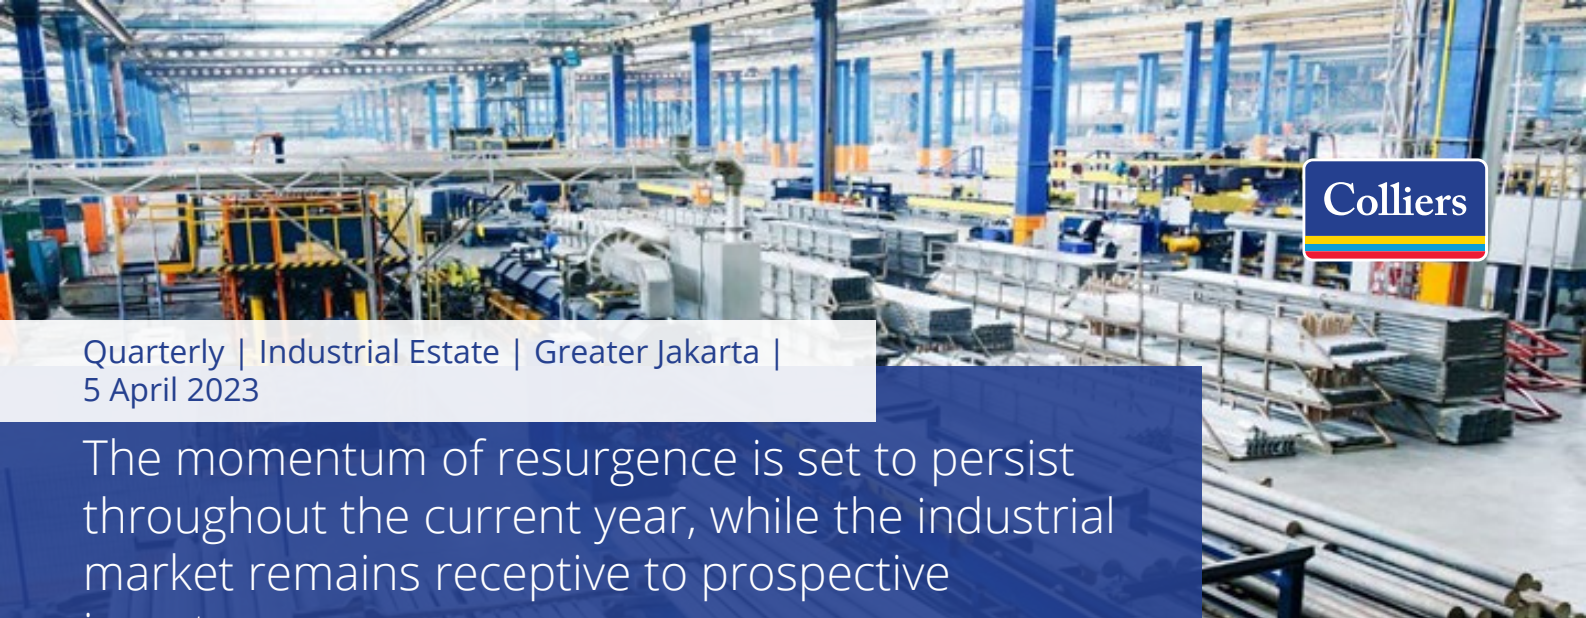 Colliers
Quarterly | Industrial Estate | Greater Jakarta |
5 April 2023
The momentum of resurgence is set to persist
throughout the current year, while the industrial
market remains receptive to prospective